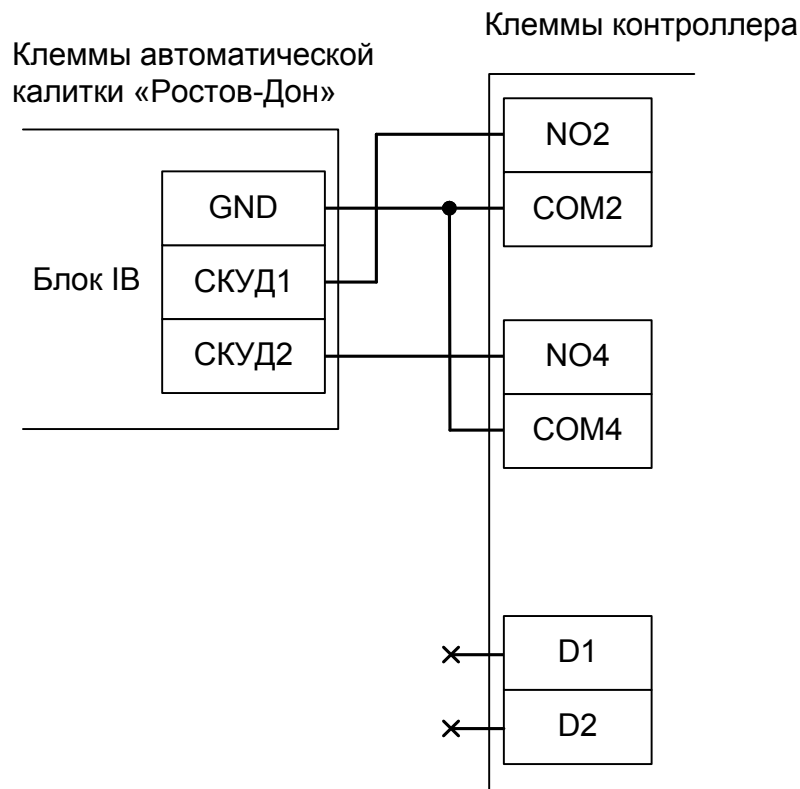 Клеммы контроллера
Клеммы автоматической
калитки «Ростов-Дон»
NO2
COM2
GND
Блок IB
СКУД1
СКУД2
NO4
COM4
D1
D2